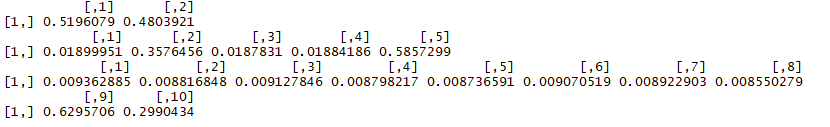 [,1] [,2]
[1,] 0.5196079 0.4803921
[,1] [,2] [,3] [,4] [,5]
[1,] 0.01899951 0.3576456 0.0187831 0.01884186 0.5857299
[,1] [,2] [,3] [,4] [,5] [,6] [,7] [,8]
[1,] 0.009362885 0.008816848 0.009127846 0.008798217 0.008736591 0.009070519 0.008922903 0.008550279
[,9] [,10]
[1,] 0.6295706 0.2990434